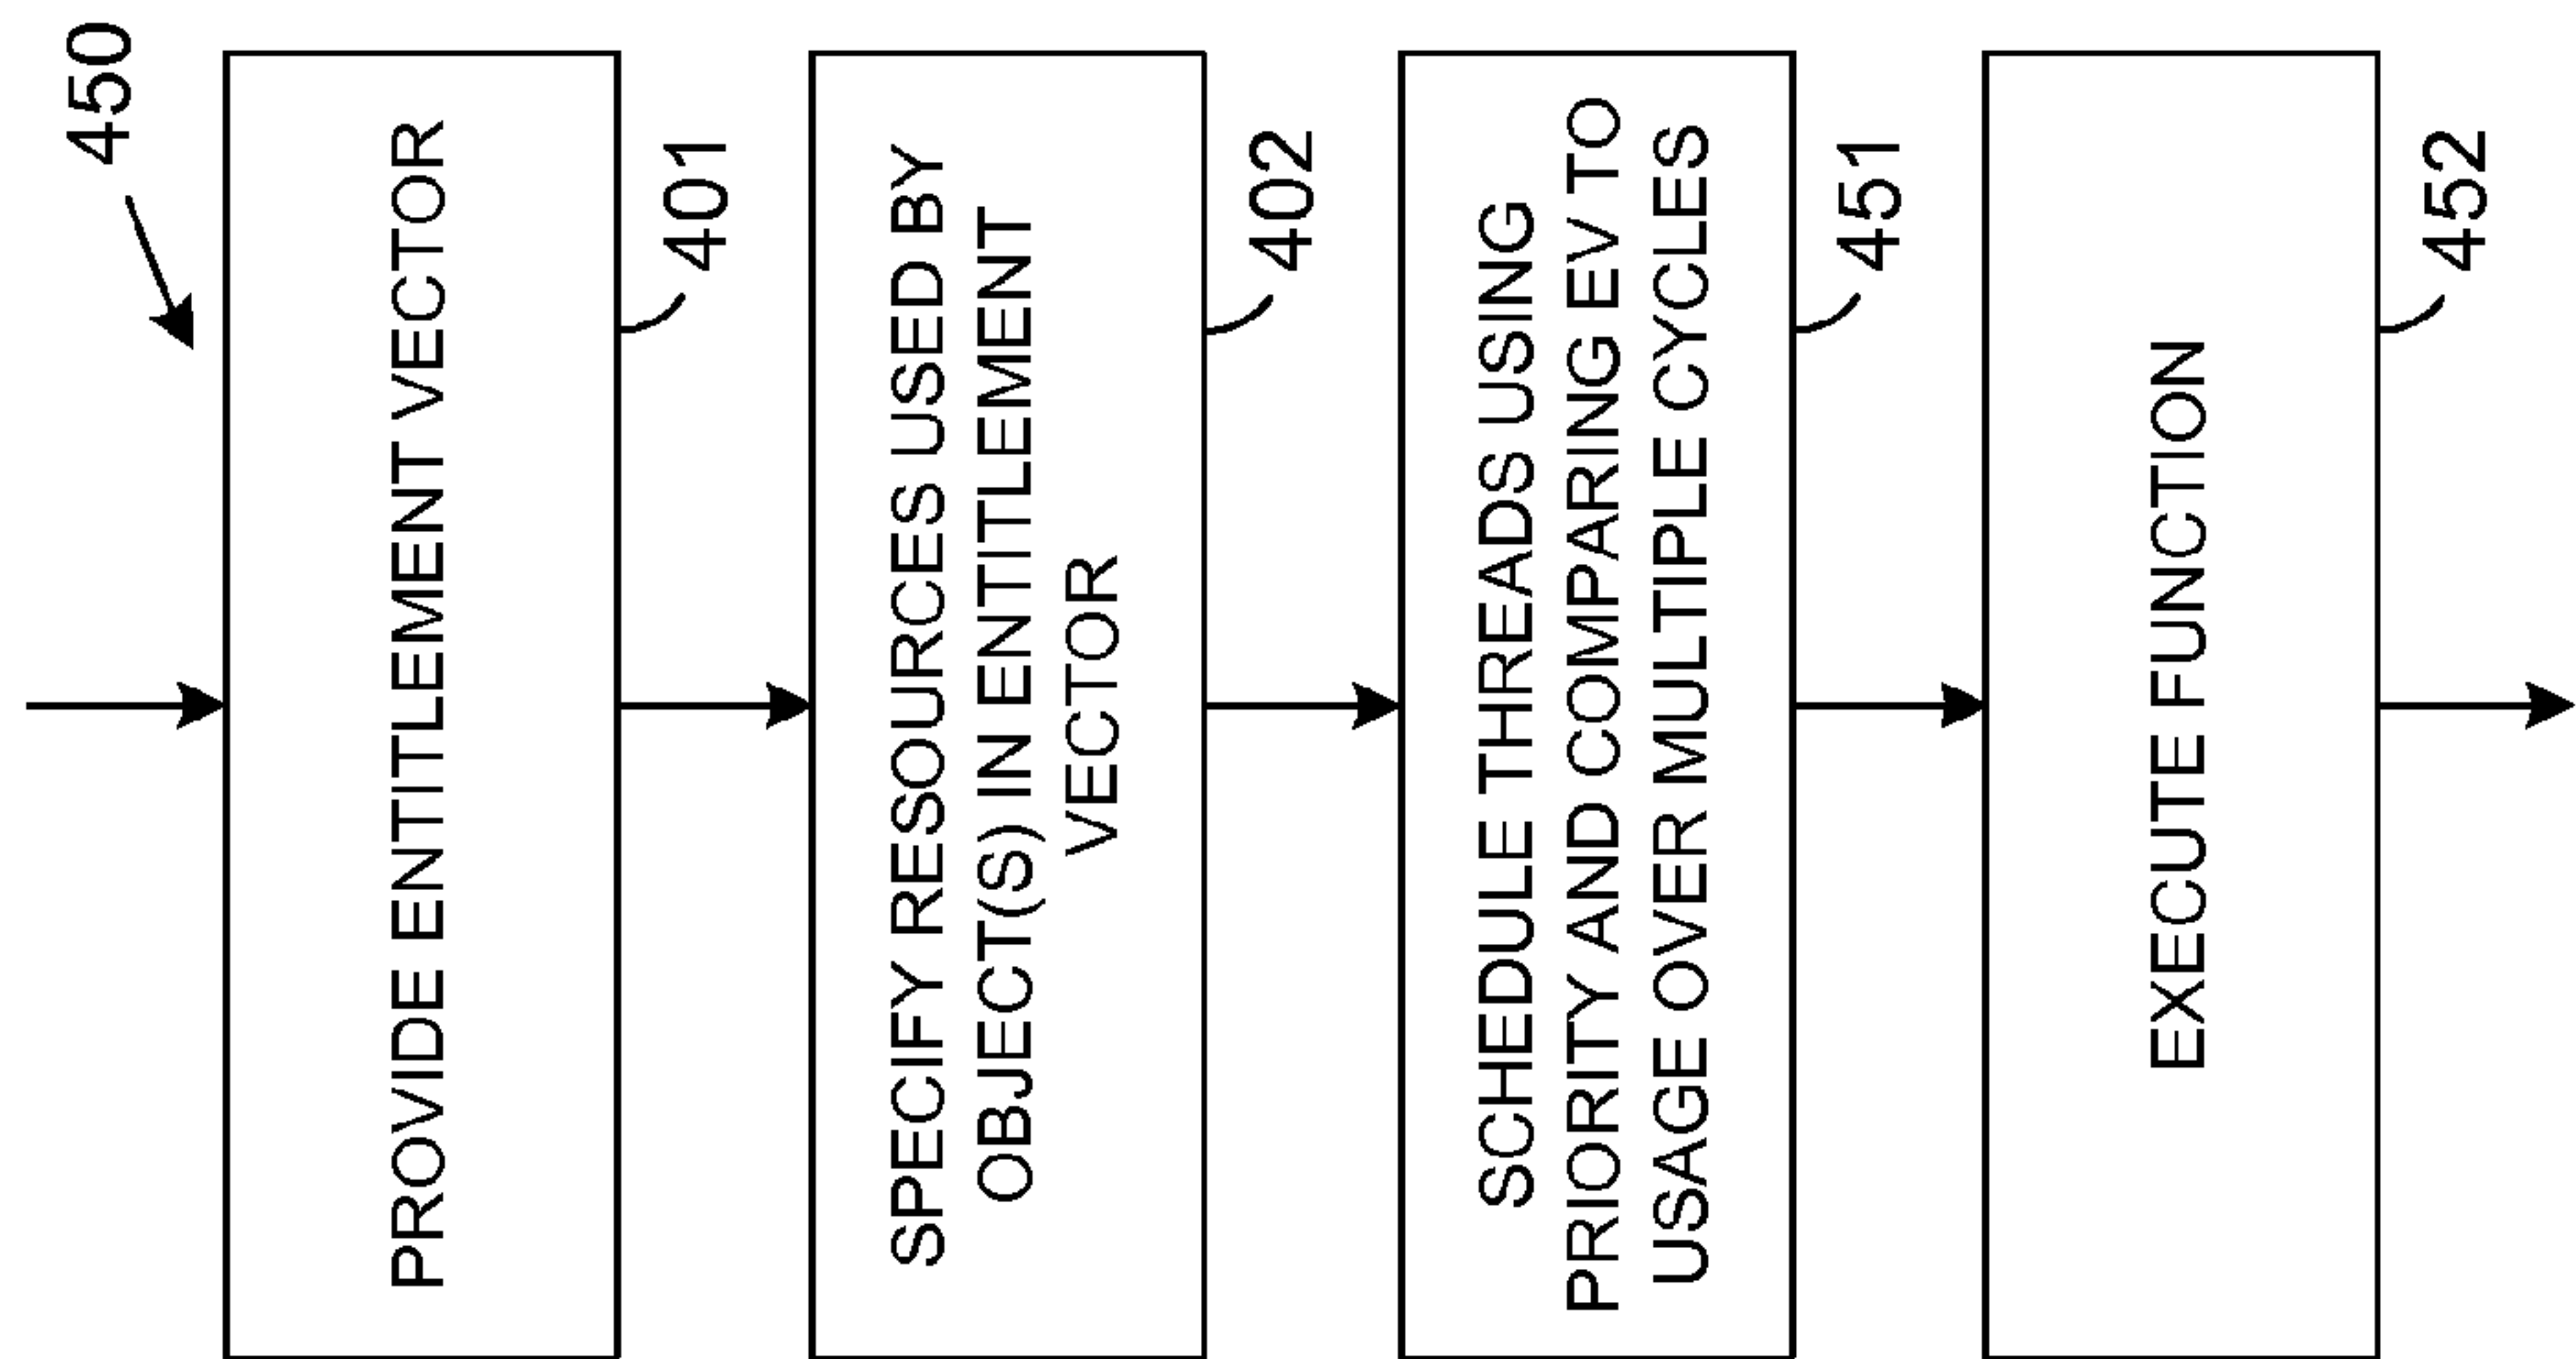 450
PROVIDE ENTITLEMENT VECTOR
401
SPECIFY RESOURCES USED BY
OBJECT(S) IN ENTITLEMENT
VECTOR
402
SCHEDULE THREADS USING
PRIORITY AND COMPARING EV TO
USAGE OVER MULTIPLE CYCLES
451
EXECUTE FUNCTION
452